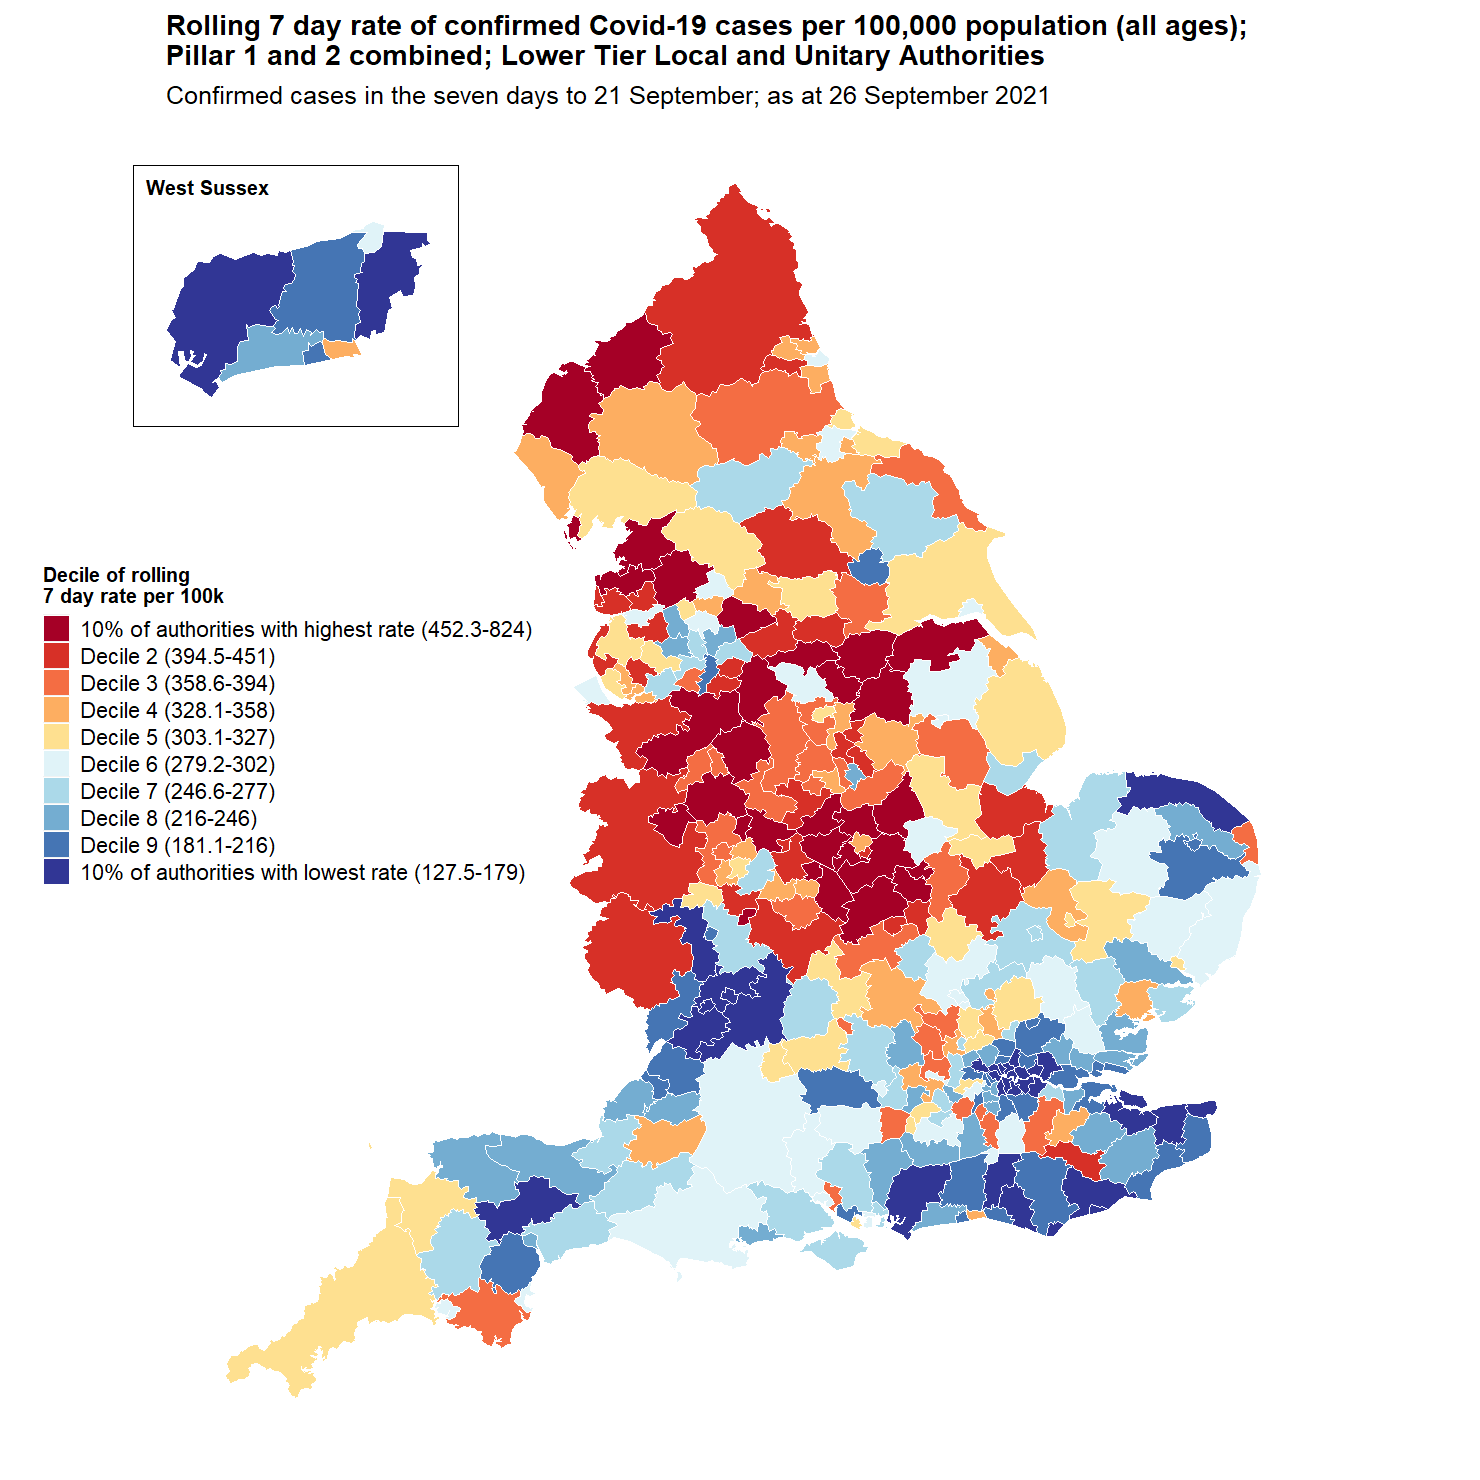 Rolling 7 day rate of confirmed Covid-19 cases per 100,000 population (all ages);
Pillar 1 and 2 combined; Lower Tier Local and Unitary Authorities
Confirmed cases in the seven days to 21 September; as at 26 September 2021
West Sussex
Decile of rolling
7 day rate per 100k
10% of authorities with highest rate (452.3-824)
Decile 2 (394.5-451)
Decile 3 (358.6-394)
Decile 4 (328.1-358)
Decile 5 (303.1-327)
Decile 6 (279.2-302)
Decile 7 (246.6-277)
Decile 8 (216-246)
Decile 9 (181.1-216)
10% of authorities with lowest rate (127.5-179)